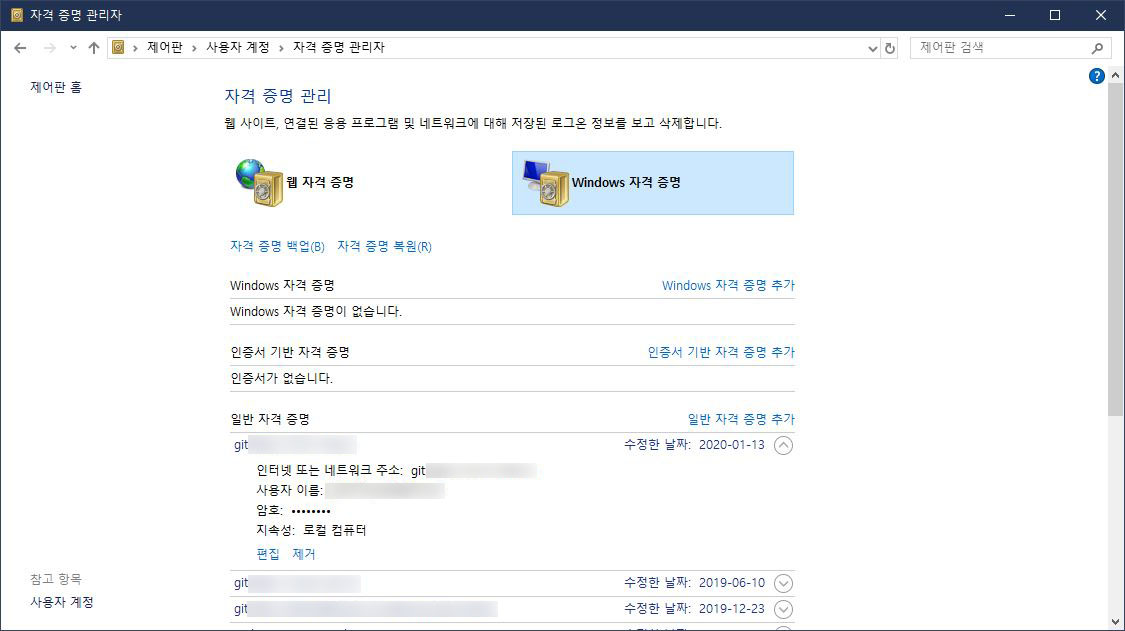 자격 증명 관리자
제어판 › 사용자 계정 › 자격 증명 관리자
제어판 검색
제어판 홈
자격 증명 관리
웹 사이트, 연결된 응용 프로그램 및 네트워크에 대해 저장된 로그온 정보를 보고 삭제합니다.
웹 자격 증명
Windows 자격 증명
자격 증명 백업(B) 자격 증명 복원(R)
Windows 자격 증명 Windows 자격 증명 추가
Windows 자격 증명이 없습니다.
인증서 기반 자격 증명 인증서 기반 자격 증명 추가
인증서가 없습니다.
일반 자격 증명 일반 자격 증명 추가
git 수정한 날짜: 2020-01-13
인터넷 또는 네트워크 주소: git
사용자 이름:
암호: ••••••••
지속성: 로컬 컴퓨터
편집 제거
git 수정한 날짜: 2019-06-10
git 수정한 날짜: 2019-12-23
참고 항목
사용자 계정